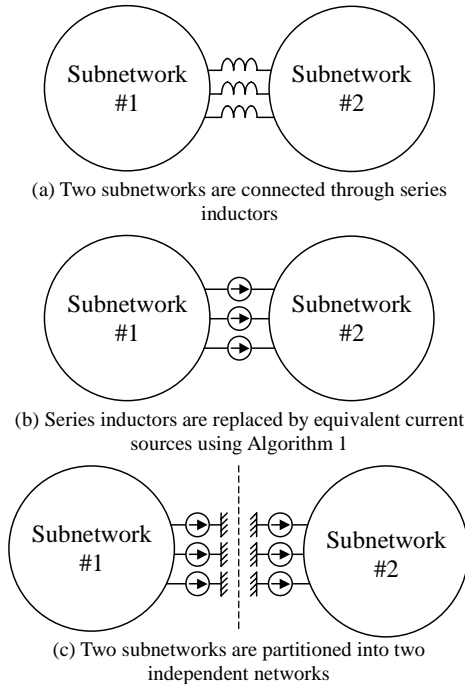 Subnetwork
#1
Subnetwork
#2
(a) Two subnetworks are connected through series
inductors
Subnetwork
#1
Subnetwork
#2
(b) Series inductors are replaced by equivalent current
sources using Algorithm 1
Subnetwork
#1
Subnetwork
#2
(c) Two subnetworks are partitioned into two
independent networks